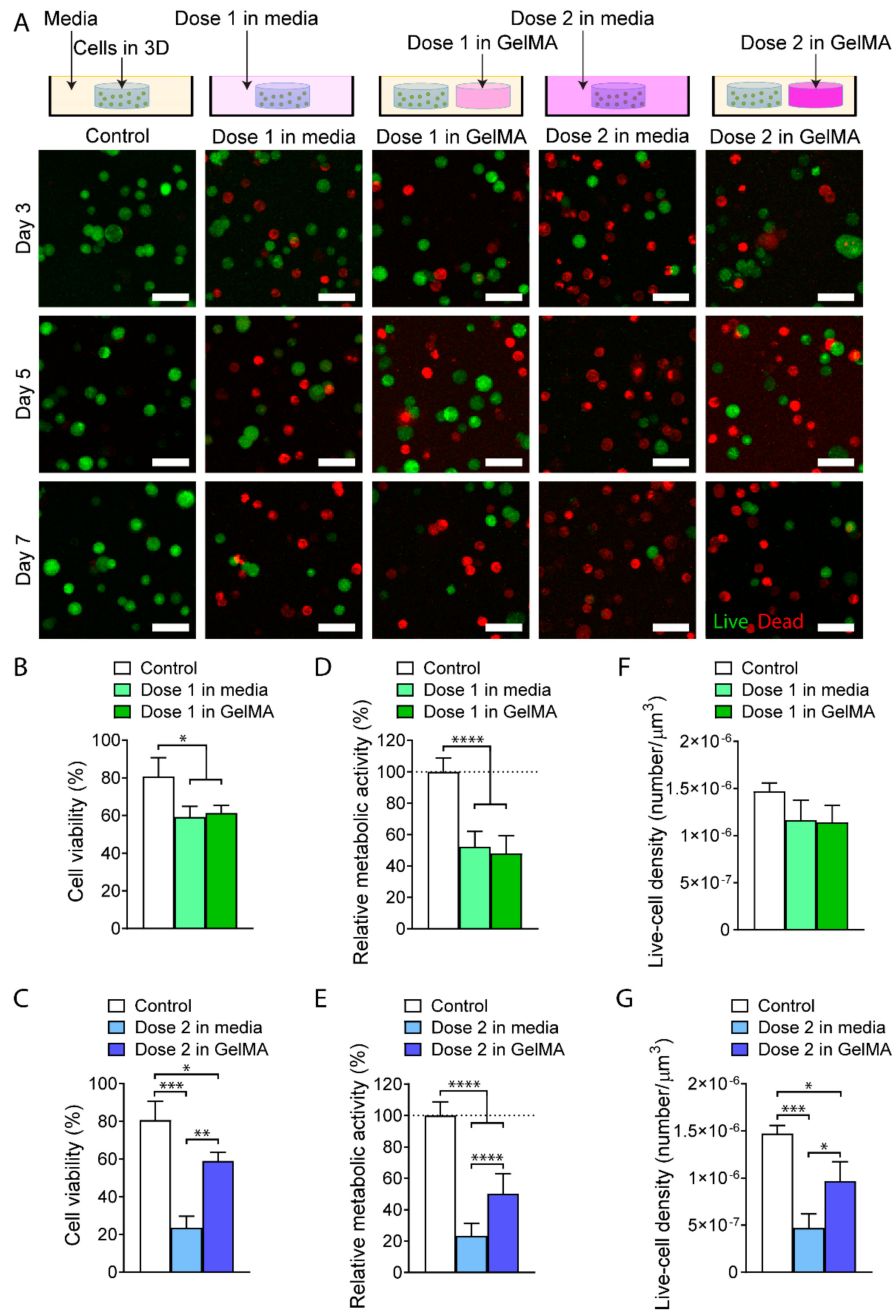 A
Media
Cells in 3D
Dose 1 in media
Dose 1 in GelMA
Dose 2 in media
Dose 2 in GelMA
Control
Dose 1 in media
Dose 1 in GelMA
Dose 2 in media
Dose 2 in GelMA
Day 3
Day 5
Day 7
Live Dead
B
Control
Dose 1 in media
Dose 1 in GelMA
Cell viability (%)
100
80
60
40
20
0
*
D
Control
Dose 1 in media
Dose 1 in GelMA
Relative metabolic activity (%)
120
100
80
60
40
20
0
****
F
Control
Dose 1 in media
Dose 1 in GelMA
Live-cell density (number/μm³)
2×10⁻⁶
1.5×10⁻⁶
1×10⁻⁶
5×10⁻⁷
0
C
Control
Dose 2 in media
Dose 2 in GelMA
Cell viability (%)
100
80
60
40
20
0
*
***
**
E
Control
Dose 2 in media
Dose 2 in GelMA
Relative metabolic activity (%)
120
100
80
60
40
20
0
****
****
G
Control
Dose 2 in media
Dose 2 in GelMA
Live-cell density (number/μm³)
2×10⁻⁶
1.5×10⁻⁶
1×10⁻⁶
5×10⁻⁷
0
*
***
*